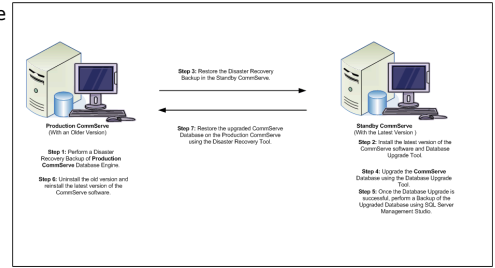 e
Step 3: Restore the Disaster Recovery
Backup in the Standby CommServe.
Production CommServe
(With an Older Version)
Step 1: Perform a Disaster
Recovery Backup of Production
CommServe Database Engine.
Step 6: Uninstall the old version and
reinstall the latest version of the
CommServe software.
Step 7: Restore the upgraded CommServe
Database on the Production CommServe
using the Disaster Recovery Tool.
Standby CommServe
(With the Latest Version )
Step 2: Install the latest version of the
CommServe software and Database
Upgrade Tool.
Step 4: Upgrade the CommServe
Database using the Database Upgrade
Tool.
Step 5: Once the Database Upgrade is
successful, perform a Backup of the
Upgraded Database using SQL Server
Management Studio.